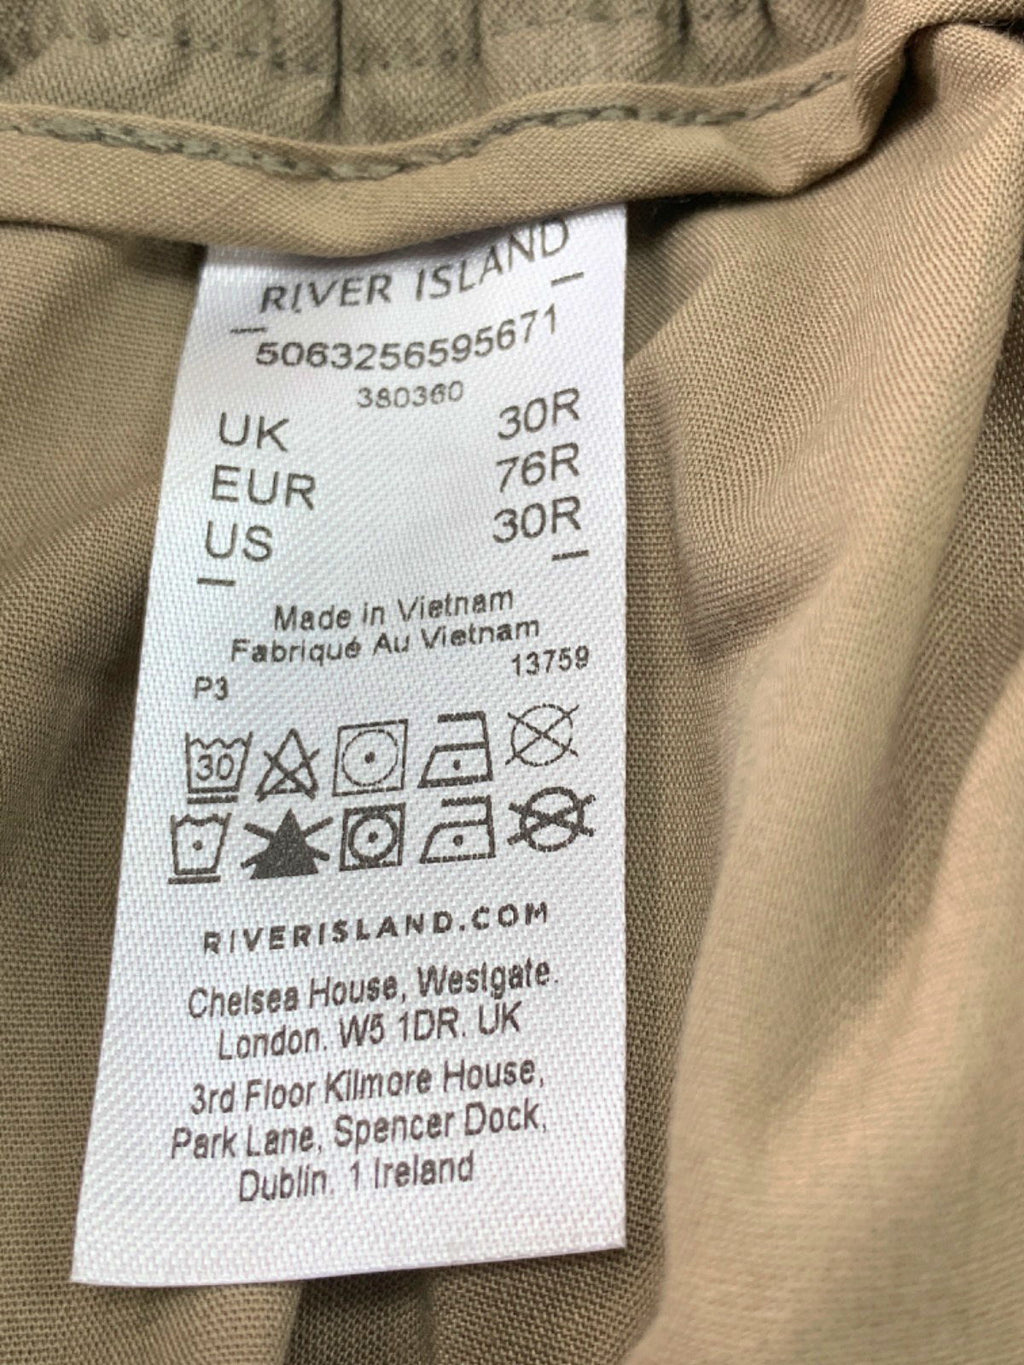 RIVER ISLAND
5063256595671
380360
UK 30R
EUR 76R
US 30R
Made in Vietnam
Fabriqué Au Vietnam
P3 13759
30
RIVERISLAND.COM
Chelsea House, Westgate.
London. W5 1DR. UK
3rd Floor Kilmore House,
Park Lane, Spencer Dock,
Dublin. 1 Ireland